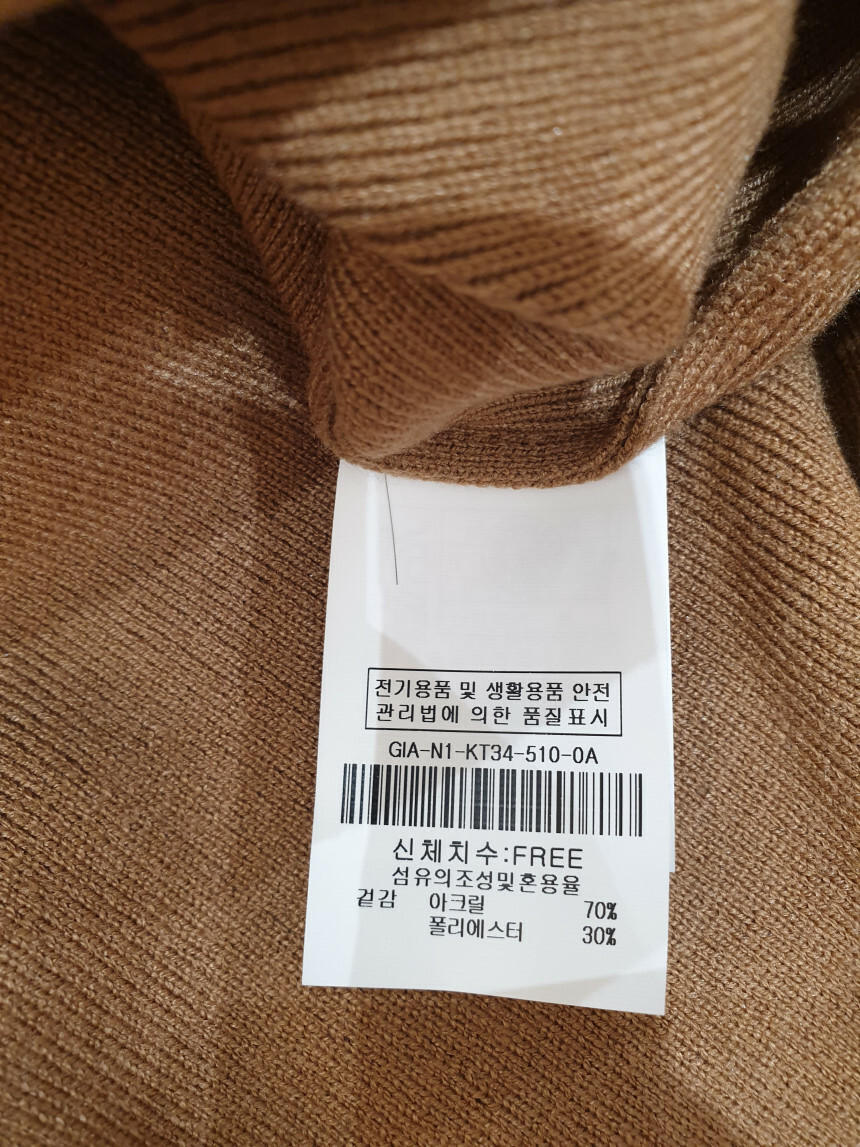 전기용품 및 생활용품 안전
관리법에 의한 품질표시
GIA-N1-KT34-510-0A
신체치수:FREE
섬유의조성및혼용율
겉감 아크릴 70%
폴리에스터 30%